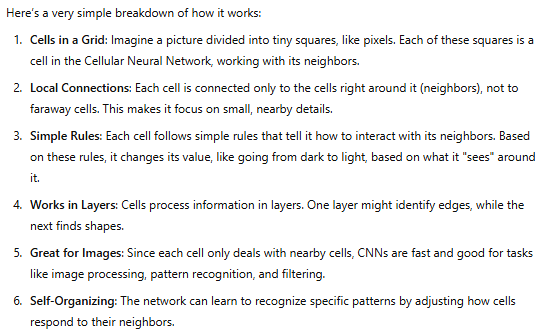 Here's a very simple breakdown of how it works:
1. Cells in a Grid: Imagine a picture divided into tiny squares, like pixels. Each of these squares is a
cell in the Cellular Neural Network, working with its neighbors.
2. Local Connections: Each cell is connected only to the cells right around it (neighbors), not to
faraway cells. This makes it focus on small, nearby details.
3. Simple Rules: Each cell follows simple rules that tell it how to interact with its neighbors. Based
on these rules, it changes its value, like going from dark to light, based on what it "sees" around
it.
4. Works in Layers: Cells process information in layers. One layer might identify edges, while the
next finds shapes.
5. Great for Images: Since each cell only deals with nearby cells, CNNs are fast and good for tasks
like image processing, pattern recognition, and filtering.
6. Self-Organizing: The network can learn to recognize specific patterns by adjusting how cells
respond to their neighbors.